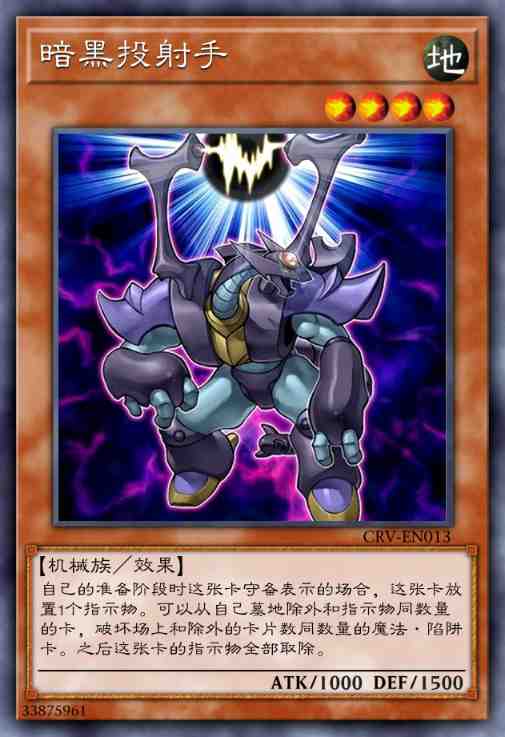 暗黑投射手
地
CRV-EN013
【机械族／效果】
自己的准备阶段时这张卡守备表示的场合，这张卡放
置1个指示物。可以从自己墓地除外和指示物同数量
的卡，破坏场上和除外的卡片数同数量的魔法·陷阱
卡。之后这张卡的指示物全部取除。
ATK/1000 DEF/1500
33875961